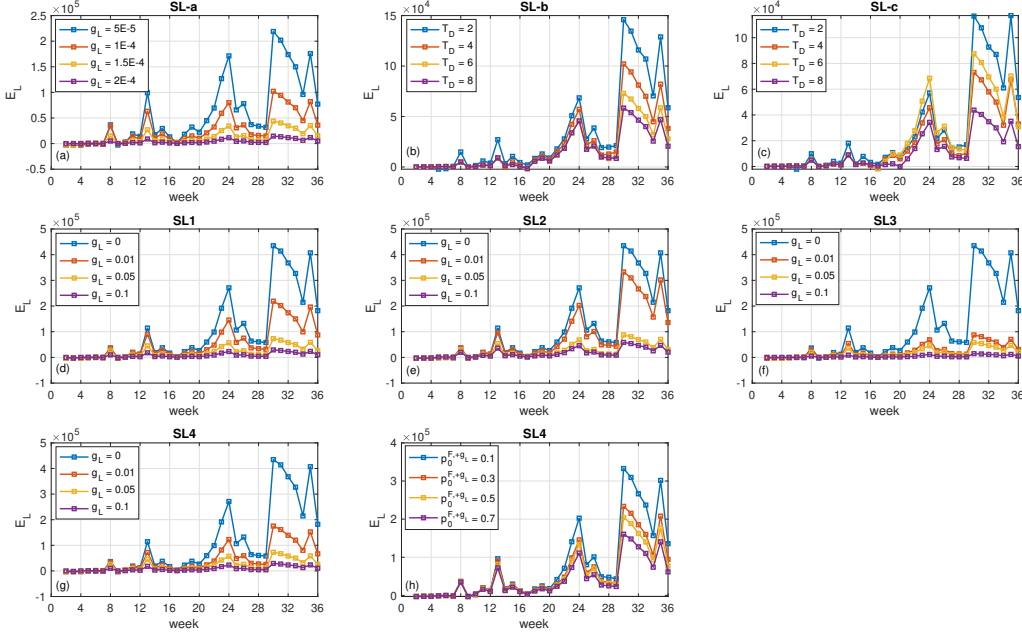 SL-a
×10^5
g_L = 5E-5
g_L = 1E-4
g_L = 1.5E-4
g_L = 2E-4
2.5
2
1.5
1
0.5
0
-0.5
E_L
(a)
0 4 8 12 16 20 24 28 32 36
week
SL-b
×10^4
T_D = 2
T_D = 4
T_D = 6
T_D = 8
15
10
5
0
(b)
0 4 8 12 16 20 24 28 32 36
week
SL-c
×10^4
T_D = 2
T_D = 4
T_D = 6
T_D = 8
10
8
6
4
2
0
(c)
0 4 8 12 16 20 24 28 32 36
week
SL1
×10^5
g_L = 0
g_L = 0.01
g_L = 0.05
g_L = 0.1
5
4
3
2
1
0
-1
E_L
(d)
0 4 8 12 16 20 24 28 32 36
week
SL2
×10^5
g_L = 0
g_L = 0.01
g_L = 0.05
g_L = 0.1
5
4
3
2
1
0
-1
(e)
0 4 8 12 16 20 24 28 32 36
week
SL3
×10^5
g_L = 0
g_L = 0.01
g_L = 0.05
g_L = 0.1
5
4
3
2
1
0
-1
(f)
0 4 8 12 16 20 24 28 32 36
week
SL4
×10^5
g_L = 0
g_L = 0.01
g_L = 0.05
g_L = 0.1
5
4
3
2
1
0
-1
E_L
(g)
0 4 8 12 16 20 24 28 32 36
week
SL4
×10^5
p_0^{F,+g_L} = 0.1
p_0^{F,+g_L} = 0.3
p_0^{F,+g_L} = 0.5
p_0^{F,+g_L} = 0.7
4
3
2
1
0
E_L
(h)
0 4 8 12 16 20 24 28 32 36
week